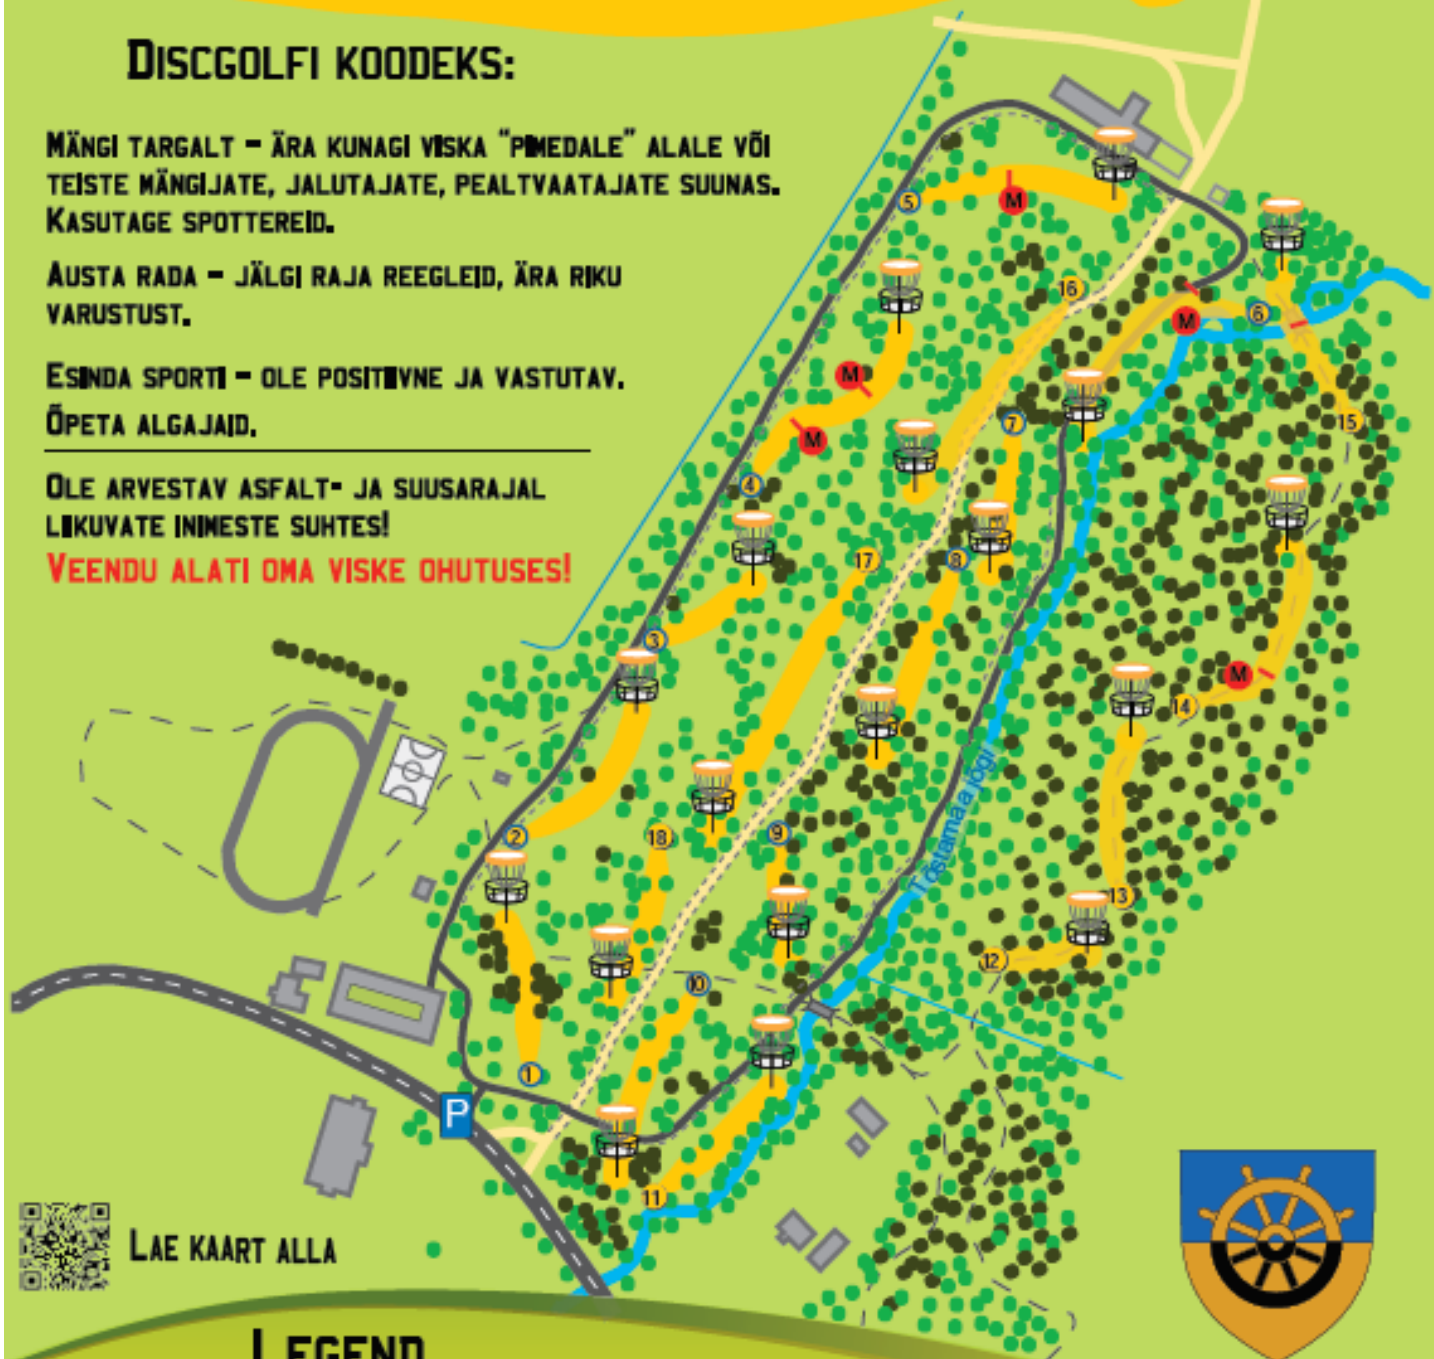 DISCGOLFI KOODEKS:
MÄNGI TARGALT - ÄRA KUNAGI VISKA "PIMEDALE" ALALE VÕI
TEISTE MÄNGIJATE, JALUTAJATE, PEALTVAATAJATE SUUNAS.
KASUTAGE SPOTTEREID.
AUSTA RADA - JÄLGI RAJA REEGLEID, ÄRA RIKU
VARUSTUST.
ESINDA SPORTI - OLE POSITIIVNE JA VASTUTAV.
ÕPETA ALGAJAID.
OLE ARVESTAV ASFALT- JA SUUSARAJAL
LIIKUVATE INIMESTE SUHTES!
VEENDU ALATI OMA VISKE OHUTUSES!
5
M
16
6
M
M
M
7
15
4
17
8
3
M
14
Tõstamaa jõgi
2
18
9
13
12
10
1
P
11
LAE KAART ALLA
LEGEND